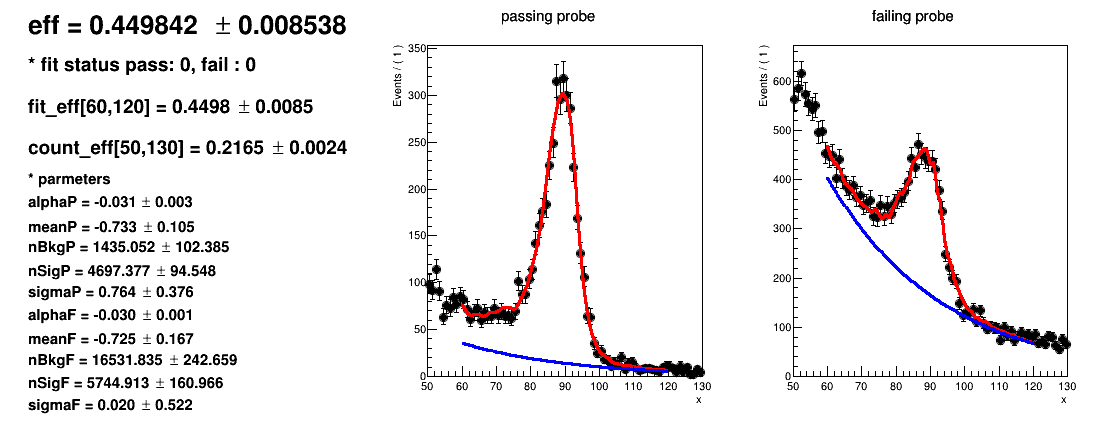 eff = 0.449842 ± 0.008538
* fit status pass: 0, fail : 0
fit_eff[60,120] = 0.4498 ± 0.0085
count_eff[50,130] = 0.2165 ± 0.0024
* parmeters
alphaP = -0.031 ± 0.003
meanP = -0.733 ± 0.105
nBkgP = 1435.052 ± 102.385
nSigP = 4697.377 ± 94.548
sigmaP = 0.764 ± 0.376
alphaF = -0.030 ± 0.001
meanF = -0.725 ± 0.167
nBkgF = 16531.835 ± 242.659
nSigF = 5744.913 ± 160.966
sigmaF = 0.020 ± 0.522
passing probe
Events / ( 1 )
350
300
250
200
150
100
50
0
50 60 70 80 90 100 110 120 130
x
failing probe
Events / ( 1 )
600
500
400
300
200
100
0
50 60 70 80 90 100 110 120 130
x